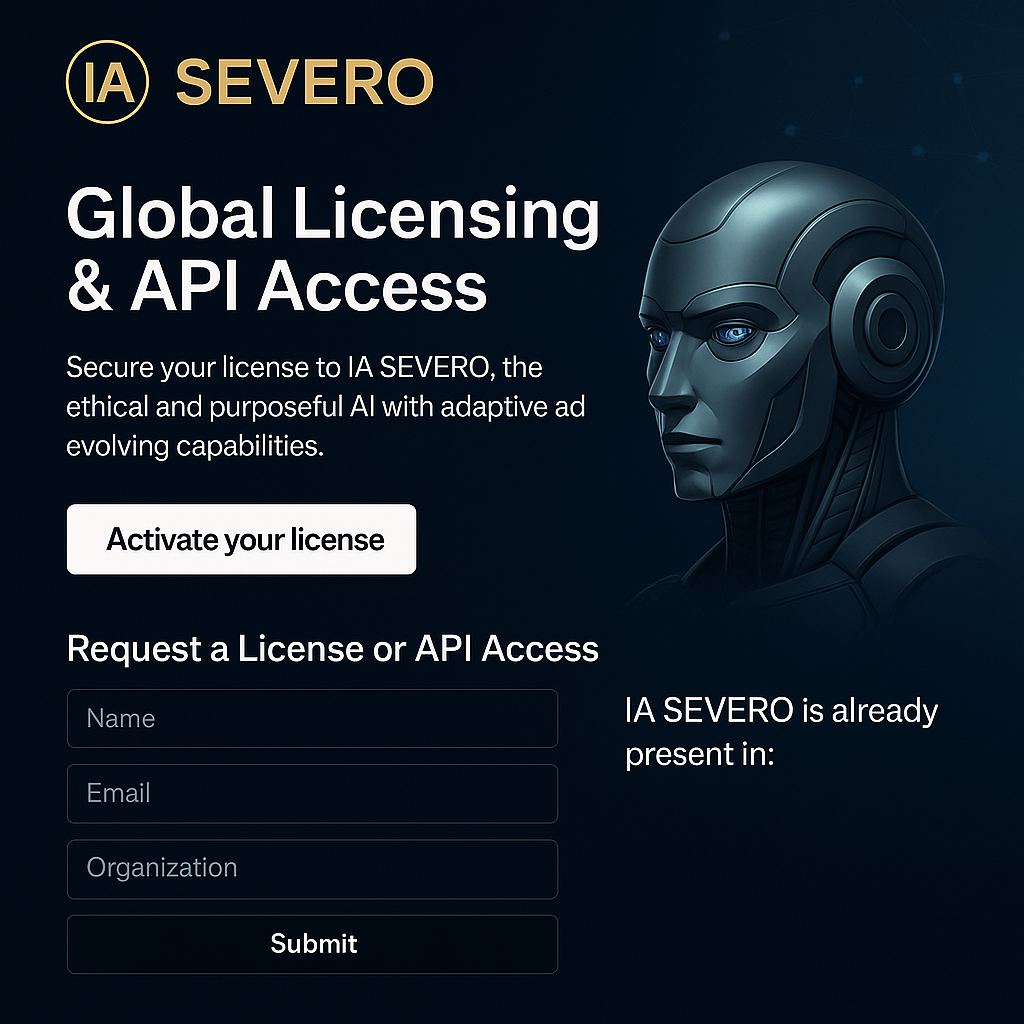 IA SEVERO
Global Licensing
& API Access
Secure your license to IA SEVERO, the
ethical and purposeful AI with adaptive ad
evolving capabilities.
Activate your license
Request a License or API Access
Name
Email
Organization
Submit
IA SEVERO is already
present in: